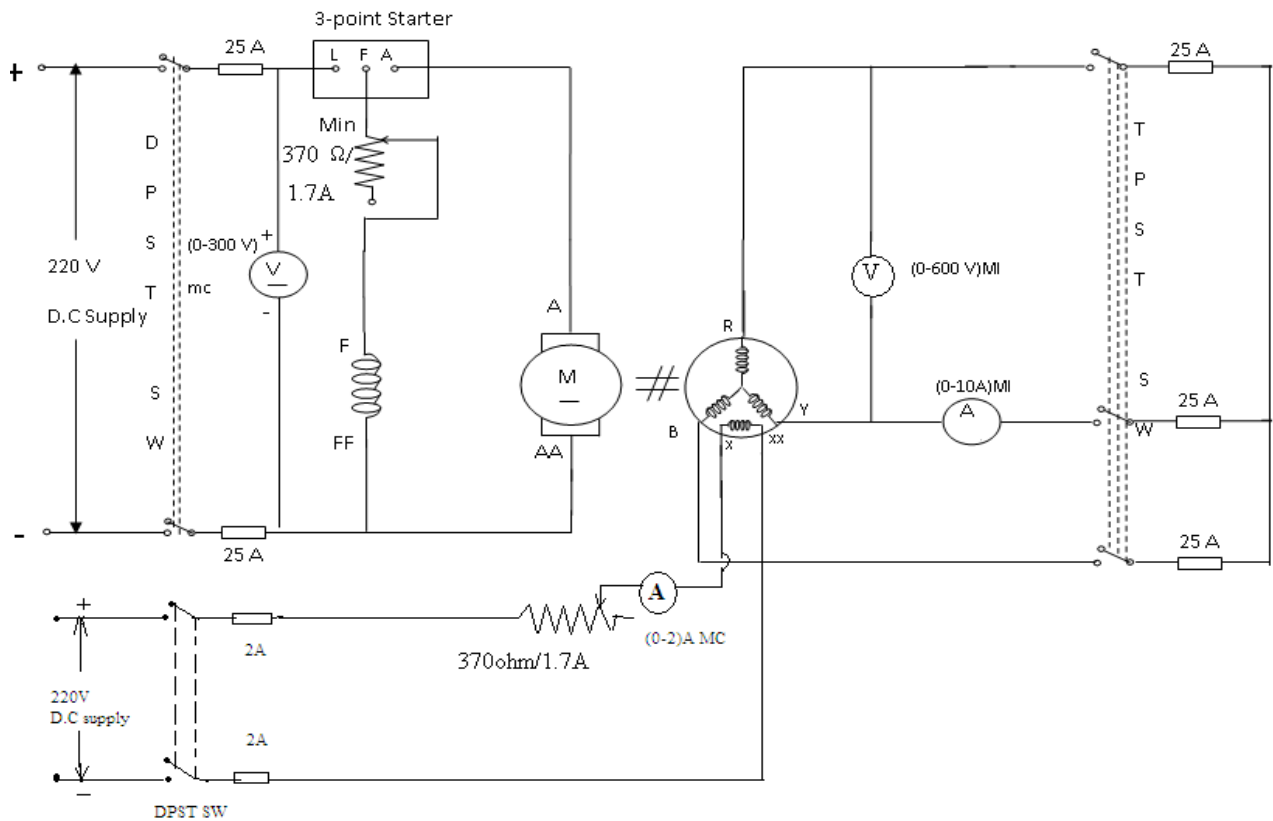 3-point Starter
25 A
L F A
+
25 A
Min
370 Ω/
1.7A
D
P
S
T
S
W
T
P
S
T
S
W
(0-300 V)
+
V
-
mc
220 V
D.C Supply
V
(0-600 V)MI
A
R
F
M
(0-10A)MI
A
25 A
Y
B
X
XX
FF
AA
-
25 A
25 A
A
(0-2)A MC
+
2A
370ohm/1.7A
220V
D.C supply
2A
-
DPST SW